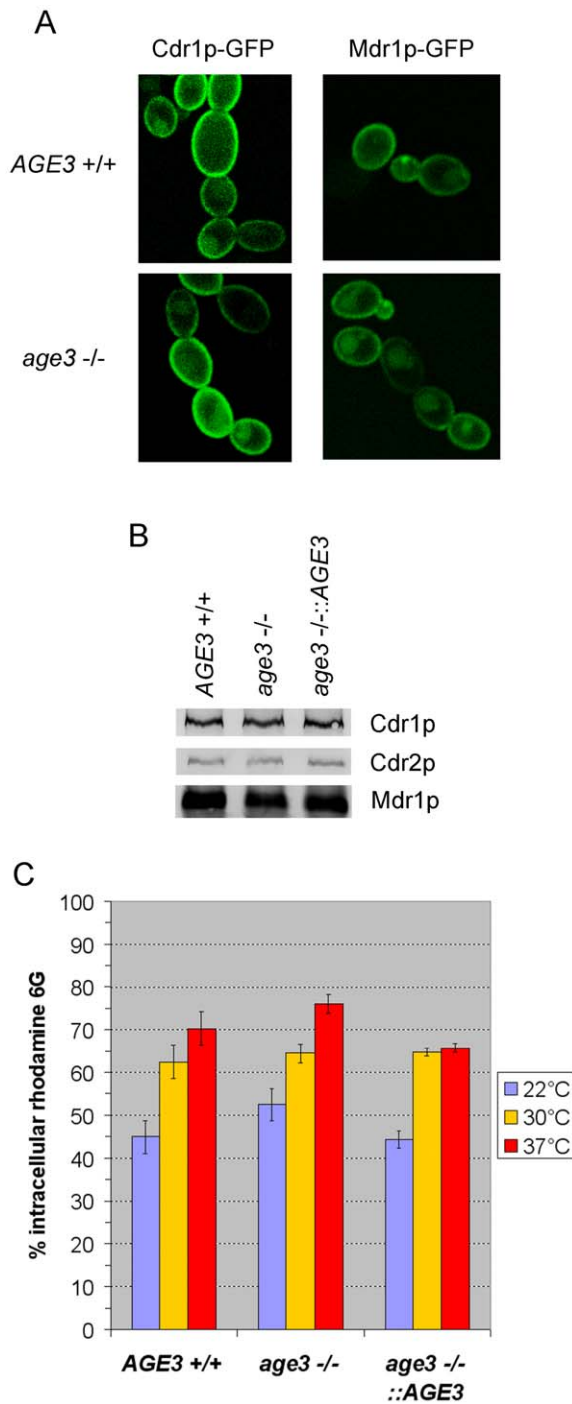 A
Cdr1p-GFP
Mdr1p-GFP
AGE3 +/+
age3 -/-
B
AGE3 +/+
age3 -/-
age3 -/-::AGE3
Cdr1p
Cdr2p
Mdr1p
C
% intracellular rhodamine 6G
100
90
80
70
60
50
40
30
20
10
0
22°C
30°C
37°C
AGE3 +/+
age3 -/-
age3 -/-
::AGE3